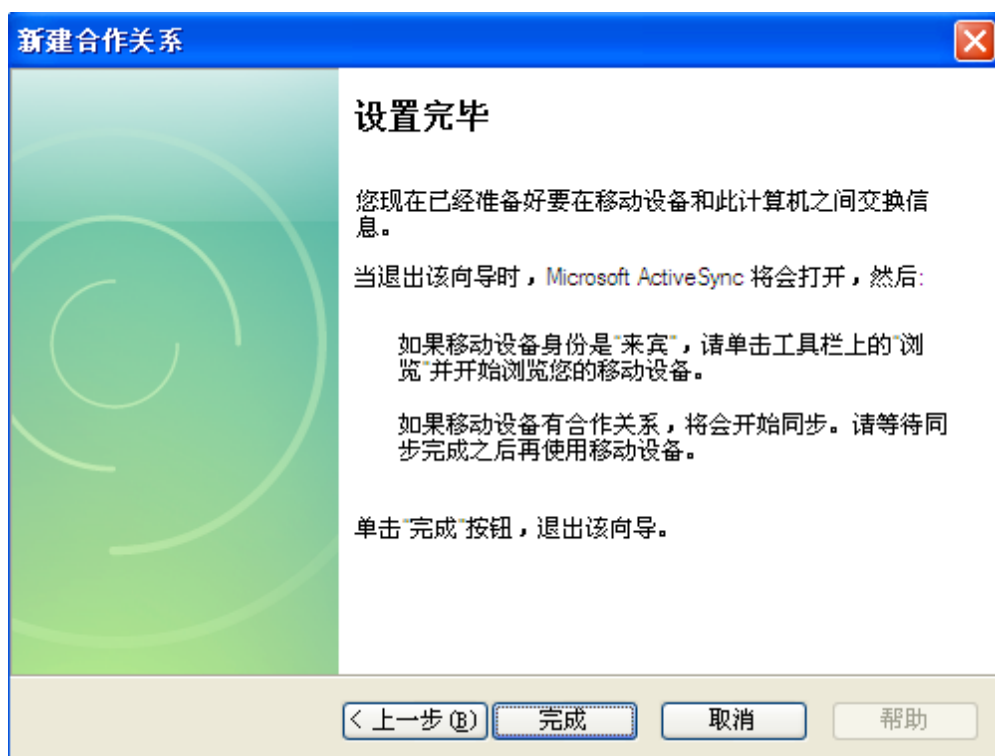 新建合作关系
设置完毕
您现在已经准备好要在移动设备和此计算机之间交换信
息。
当退出该向导时，Microsoft ActiveSync 将会打开，然后:
如果移动设备身份是"来宾"，请单击工具栏上的"浏
览"并开始浏览您的移动设备。
如果移动设备有合作关系，将会开始同步。请等待同
步完成之后再使用移动设备。
单击"完成"按钮，退出该向导。
< 上一步(B) 完成 取消 帮助